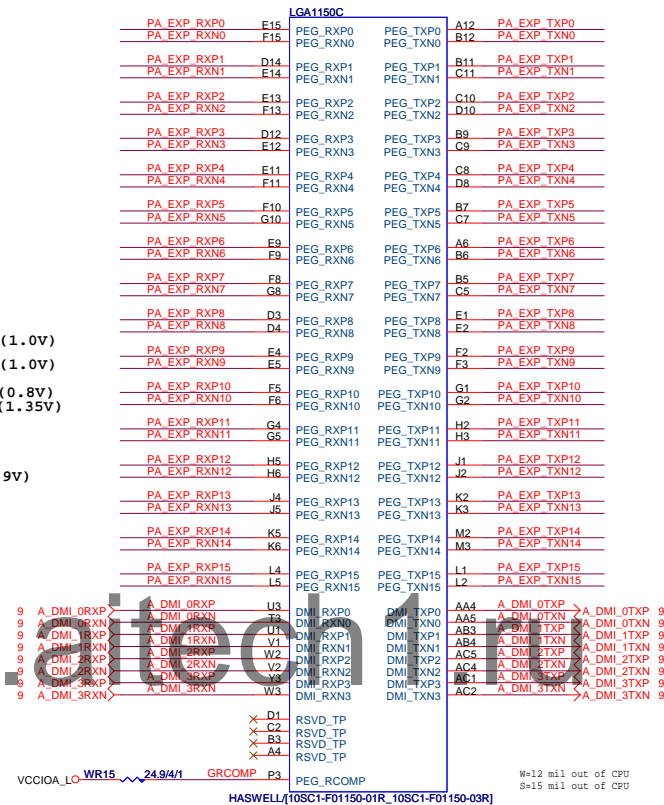 LGA1150C
PA_EXP_RXP0 E15 PEG_RXP0 PEG_TXP0 A12 PA_EXP_TXP0
PA_EXP_RXN0 F15 PEG_RXN0 PEG_TXN0 B12 PA_EXP_TXN0
PA_EXP_RXP1 D14 PEG_RXP1 PEG_TXP1 B11 PA_EXP_TXP1
PA_EXP_RXN1 E14 PEG_RXN1 PEG_TXN1 C11 PA_EXP_TXN1
PA_EXP_RXP2 E13 PEG_RXP2 PEG_TXP2 C10 PA_EXP_TXP2
PA_EXP_RXN2 F13 PEG_RXN2 PEG_TXN2 D10 PA_EXP_TXN2
PA_EXP_RXP3 D12 PEG_RXP3 PEG_TXP3 B9 PA_EXP_TXP3
PA_EXP_RXN3 E12 PEG_RXN3 PEG_TXN3 C9 PA_EXP_TXN3
PA_EXP_RXP4 E11 PEG_RXP4 PEG_TXP4 C8 PA_EXP_TXP4
PA_EXP_RXN4 F11 PEG_RXN4 PEG_TXN4 D8 PA_EXP_TXN4
PA_EXP_RXP5 F10 PEG_RXP5 PEG_TXP5 B7 PA_EXP_TXP5
PA_EXP_RXN5 G10 PEG_RXN5 PEG_TXN5 C7 PA_EXP_TXN5
PA_EXP_RXP6 E9 PEG_RXP6 PEG_TXP6 A6 PA_EXP_TXP6
PA_EXP_RXN6 F9 PEG_RXN6 PEG_TXN6 B6 PA_EXP_TXN6
PA_EXP_RXP7 F8 PEG_RXP7 PEG_TXP7 B5 PA_EXP_TXP7
PA_EXP_RXN7 G8 PEG_RXN7 PEG_TXN7 C5 PA_EXP_TXN7
PA_EXP_RXP8 D3 PEG_RXP8 PEG_TXP8 E1 PA_EXP_TXP8
PA_EXP_RXN8 D4 PEG_RXN8 PEG_TXN8 E2 PA_EXP_TXN8
(1.0V)
PA_EXP_RXP9 E4 PEG_RXP9 PEG_TXP9 F2 PA_EXP_TXP9
(1.0V) PA_EXP_RXN9 E5 PEG_RXN9 PEG_TXN9 F3 PA_EXP_TXN9
(0.8V) PA_EXP_RXP10 F5 PEG_RXP10 PEG_TXP10 G1 PA_EXP_TXP10
(1.35V) PA_EXP_RXN10 F6 PEG_RXN10 PEG_TXN10 G2 PA_EXP_TXN10
PA_EXP_RXP11 G4 PEG_RXP11 PEG_TXP11 H2 PA_EXP_TXP11
PA_EXP_RXN11 G5 PEG_RXN11 PEG_TXN11 H3 PA_EXP_TXN11
PA_EXP_RXP12 H5 PEG_RXP12 PEG_TXP12 J1 PA_EXP_TXP12
9V) PA_EXP_RXN12 H6 PEG_RXN12 PEG_TXN12 J2 PA_EXP_TXN12
PA_EXP_RXP13 J4 PEG_RXP13 PEG_TXP13 K2 PA_EXP_TXP13
PA_EXP_RXN13 J5 PEG_RXN13 PEG_TXN13 K3 PA_EXP_TXN13
PA_EXP_RXP14 K5 PEG_RXP14 PEG_TXP14 M2 PA_EXP_TXP14
PA_EXP_RXN14 K6 PEG_RXN14 PEG_TXN14 M3 PA_EXP_TXN14
PA_EXP_RXP15 L4 PEG_RXP15 PEG_TXP15 L1 PA_EXP_TXP15
PA_EXP_RXN15 L5 PEG_RXN15 PEG_TXN15 L2 PA_EXP_TXN15
9 A_DMI_0RXP A_DMI_0RXP U3 DMI_RXP0 DMI_TXP0 AA4 A_DMI_0TXP A_DMI_0TXP 9
9 A_DMI_0RXN A_DMI_0RXN T3 DMI_RXN0 DMI_TXN0 AA5 A_DMI_0TXN A_DMI_0TXN 9
9 A_DMI_1RXP A_DMI_1RXP U1 DMI_RXP1 DMI_TXP1 AB3 A_DMI_1TXP A_DMI_1TXP 9
9 A_DMI_1RXN A_DMI_1RXN V1 DMI_RXN1 DMI_TXN1 AB4 A_DMI_1TXN A_DMI_1TXN 9
9 A_DMI_2RXP A_DMI_2RXP W2 DMI_RXP2 DMI_TXP2 AC5 A_DMI_2TXP A_DMI_2TXP 9
9 A_DMI_2RXN A_DMI_2RXN V2 DMI_RXN2 DMI_TXN2 AC4 A_DMI_2TXN A_DMI_2TXN 9
9 A_DMI_3RXP A_DMI_3RXP Y3 DMI_RXP3 DMI_TXP3 AC1 A_DMI_3TXP A_DMI_3TXP 9
9 A_DMI_3RXN A_DMI_3RXN W3 DMI_RXN3 DMI_TXN3 AC2 A_DMI_3TXN A_DMI_3TXN 9
.aitech1.ru
D1 RSVD_TP
C2 RSVD_TP
B3 RSVD_TP
A4 RSVD_TP
VCCIOA_L WR15 24.9/4/1 GRCOMP P3 PEG_RCOMP
W=12 mil out of CPU
S=15 mil out of CPU
HASWELL/[10SC1-F01150-01R_10SC1-F01150-03R]